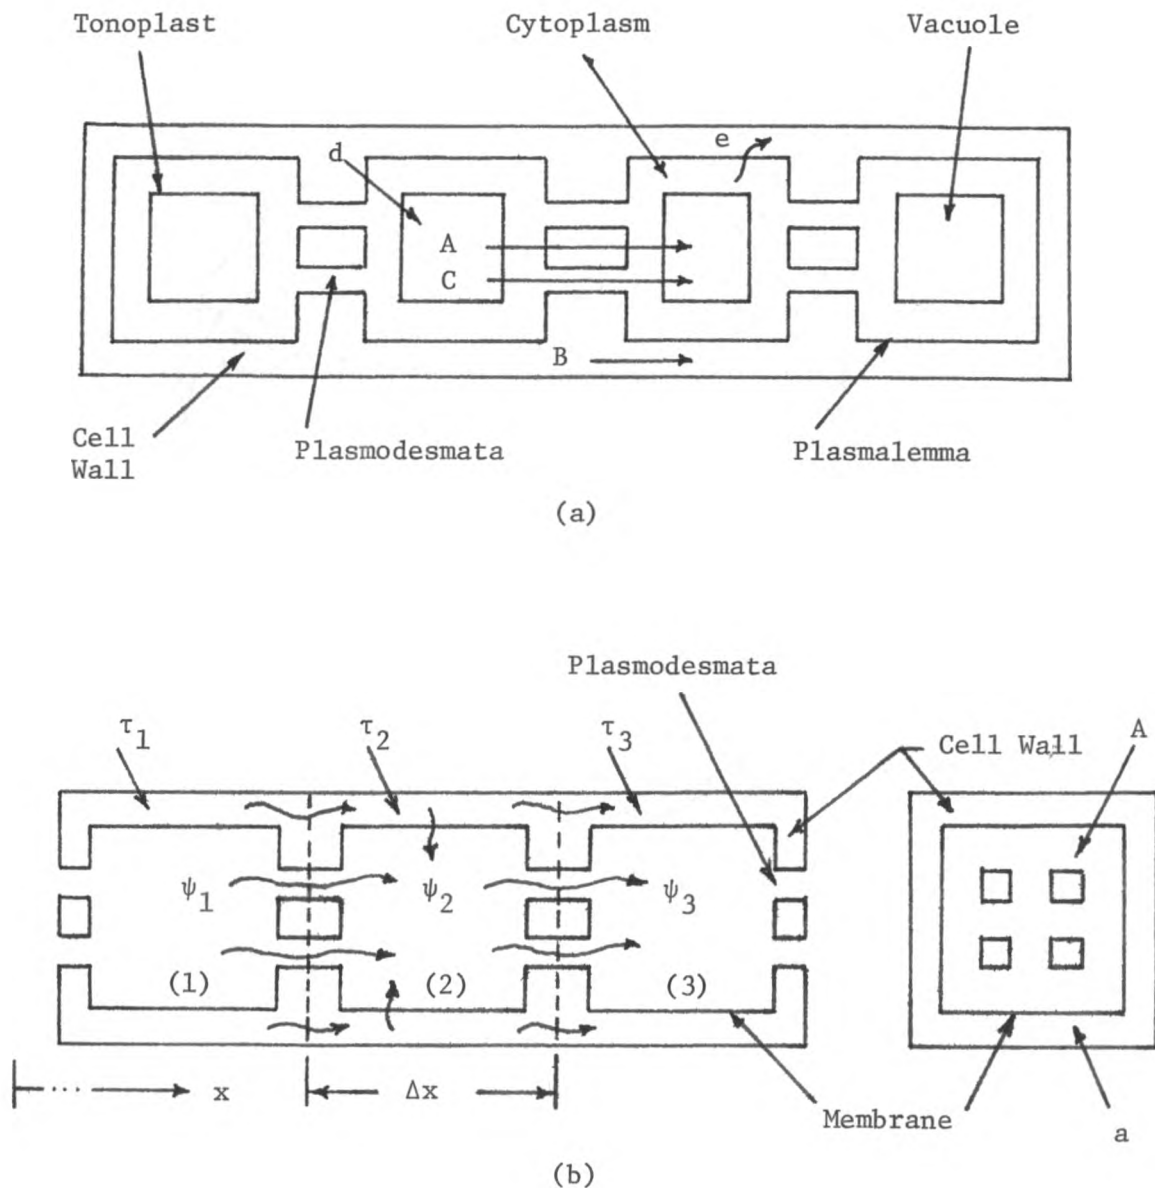 Tonoplast
Cytoplasm
Vacuole
d
e
A
C
B
Cell
Wall
Plasmodesmata
Plasmalemma
(a)
Plasmodesmata
τ1
τ2
τ3
Cell Wall
A
ψ1
ψ2
ψ3
(1)
(2)
(3)
... x
Δx
Membrane
a
(b)